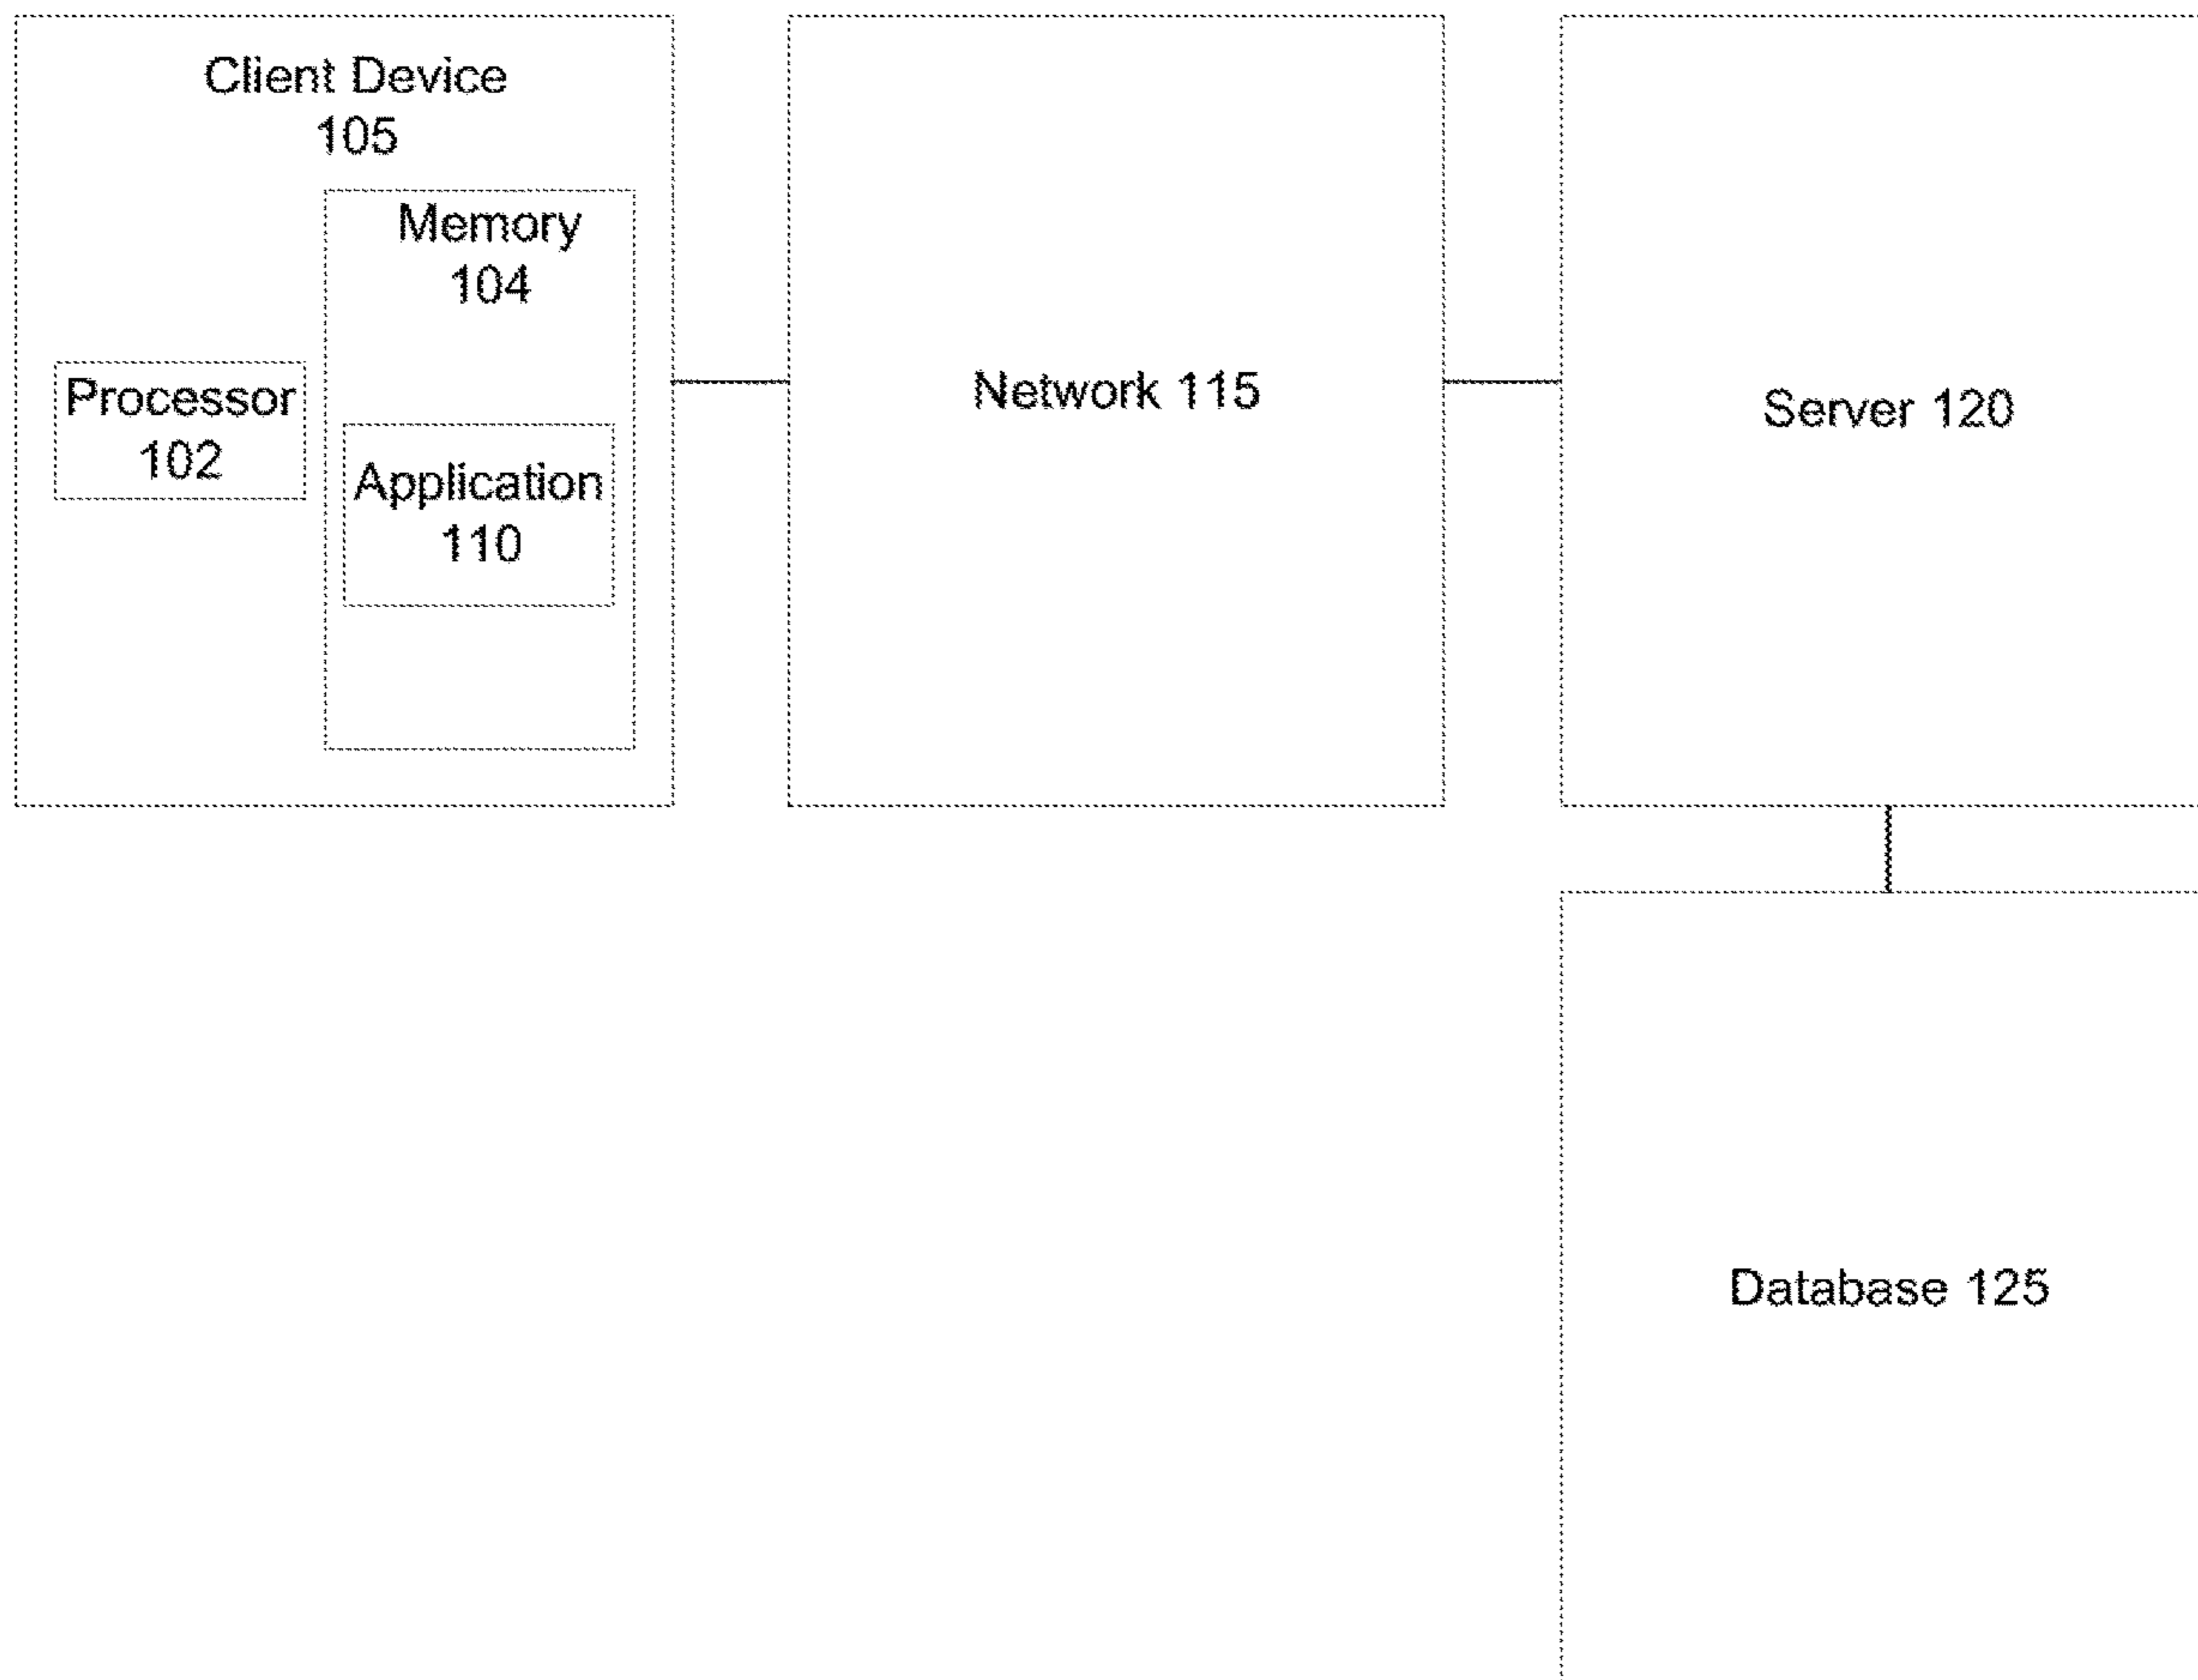 Client Device
105
Memory
104
Processor
102
Application
110
Network 115
Server 120
Database 125